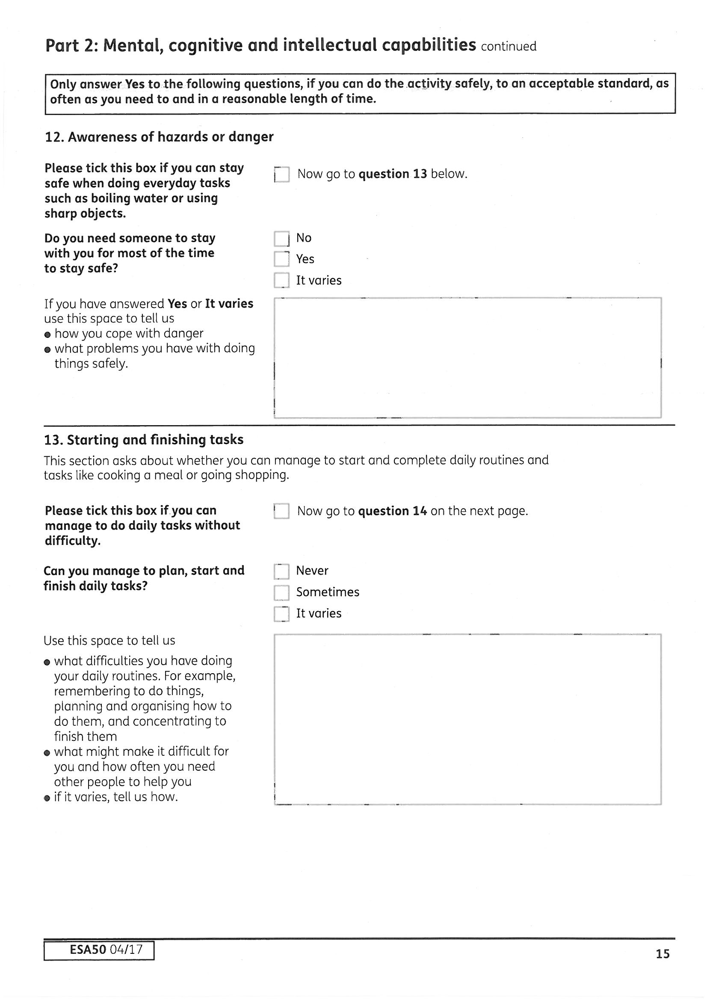 Part 2: Mental, cognitive and intellectual capabilities continued
Only answer Yes to the following questions, if you can do the activity safely, to an acceptable standard, as
often as you need to and in a reasonable length of time.
12. Awareness of hazards or danger
Please tick this box if you can stay
safe when doing everyday tasks
such as boiling water or using
sharp objects.
Now go to question 13 below.
Do you need someone to stay
with you for most of the time
to stay safe?
No
Yes
It varies
If you have answered Yes or It varies
use this space to tell us
• how you cope with danger
• what problems you have with doing
things safely.
13. Starting and finishing tasks
This section asks about whether you can manage to start and complete daily routines and
tasks like cooking a meal or going shopping.
Please tick this box if you can
manage to do daily tasks without
difficulty.
Now go to question 14 on the next page.
Can you manage to plan, start and
finish daily tasks?
Never
Sometimes
It varies
Use this space to tell us
• what difficulties you have doing
your daily routines. For example,
remembering to do things,
planning and organising how to
do them, and concentrating to
finish them
• what might make it difficult for
you and how often you need
other people to help you
• if it varies, tell us how.
ESA50 04/17
15